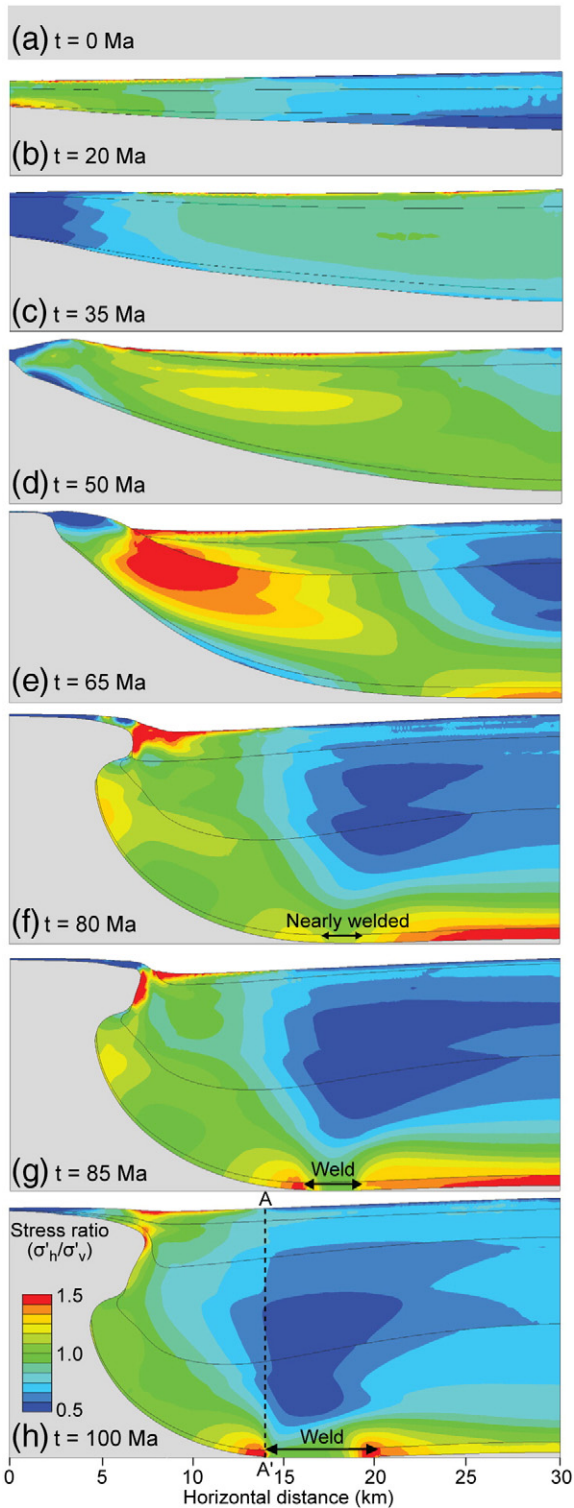 (a) t = 0 Ma
(b) t = 20 Ma
(c) t = 35 Ma
(d) t = 50 Ma
(e) t = 65 Ma
Nearly welded
(f) t = 80 Ma
Weld
(g) t = 85 Ma
A
Stress ratio
(σ'h/σ'v)
1.5
1.0
0.5
Weld
(h) t = 100 Ma
A'
0 5 10 15 20 25 30
Horizontal distance (km)